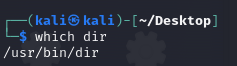 ┌──(kali㉿kali)-[~/Desktop]
└─$ which dir
/usr/bin/dir